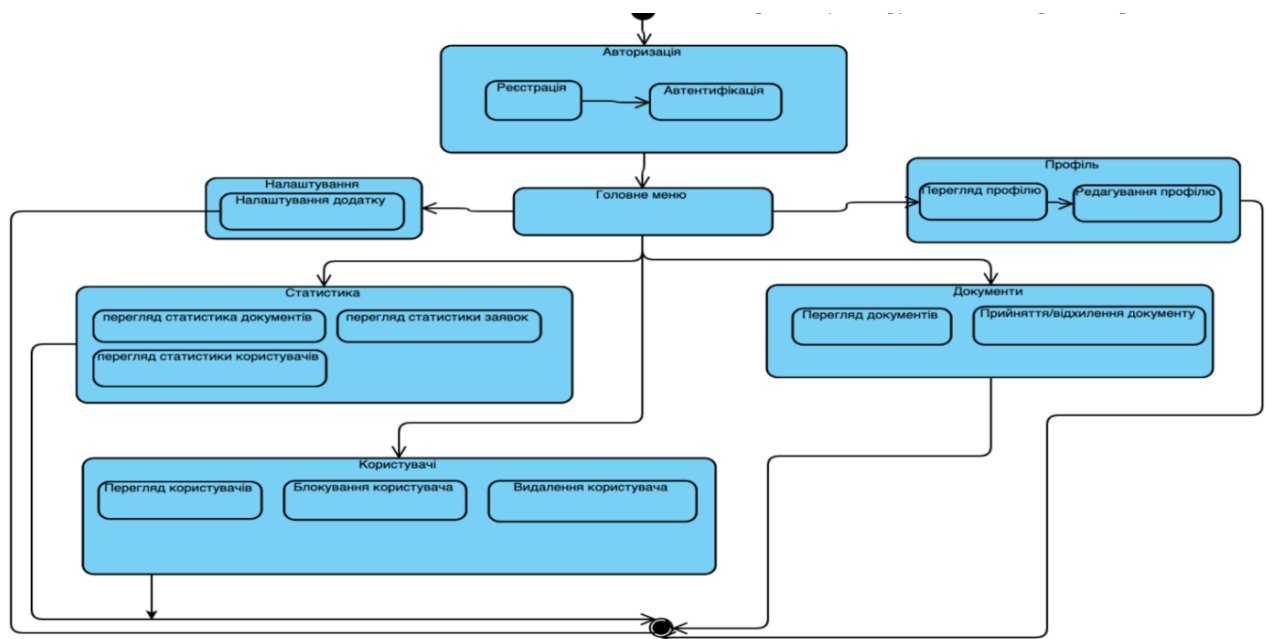 Авторизація
Реєстрація
Автентифікація
Профіль
Перегляд профілю
Редагування профілю
Налаштування
Налаштування додатку
Головне меню
Статистика
перегляд статистика документів
перегляд статистики заявок
перегляд статистики користувачів
Документи
Перегляд документів
Прийняття/відхилення документу
Користувачі
Перегляд користувачів
Блокування користувача
Видалення користувача